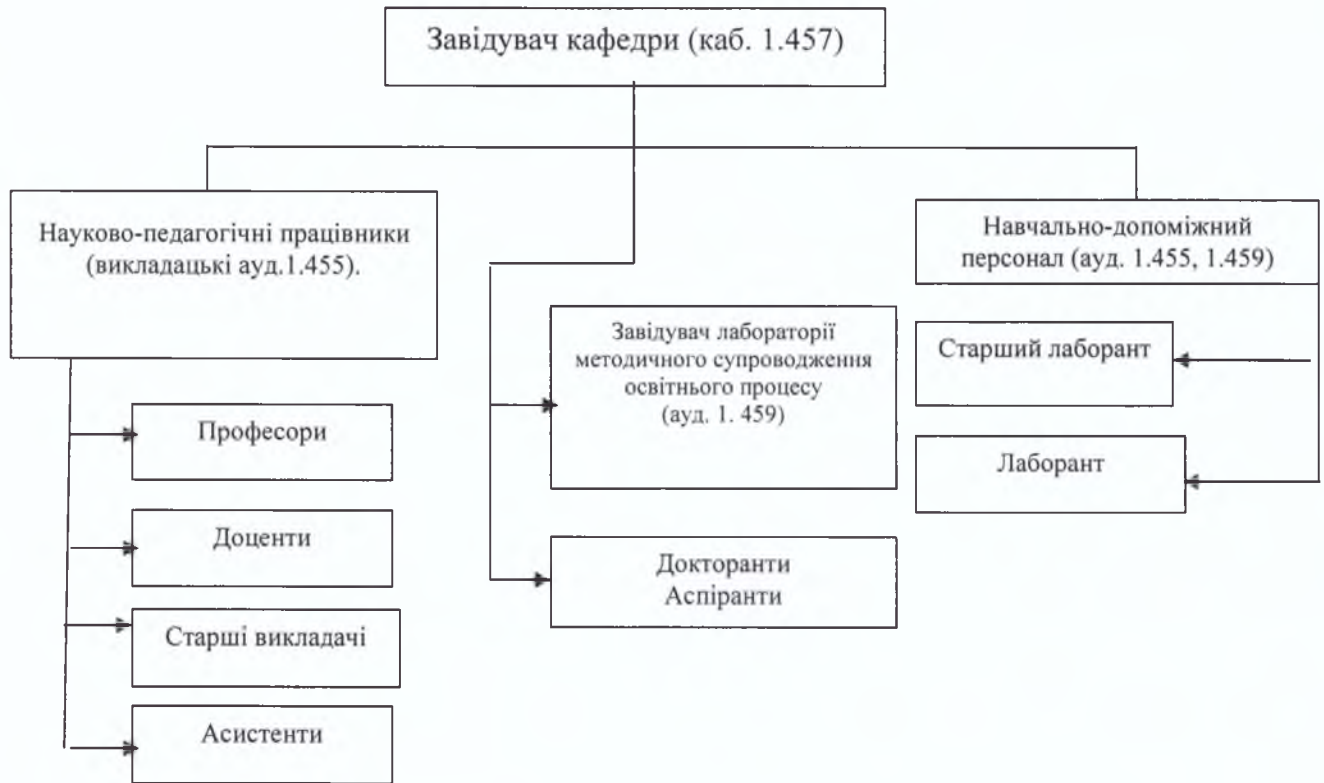 Завідувач кафедри (каб. 1.457)
Науково-педагогічні працівники
(викладацькі ауд.1.455).
Професори
Доценти
Старші викладачі
Асистенти
Завідувач лабораторії
методичного супроводження
освітнього процесу
(ауд. 1. 459)
Докторанти
Аспіранти
Навчально-допоміжний
персонал (ауд. 1.455, 1.459)
Старший лаборант
Лаборант